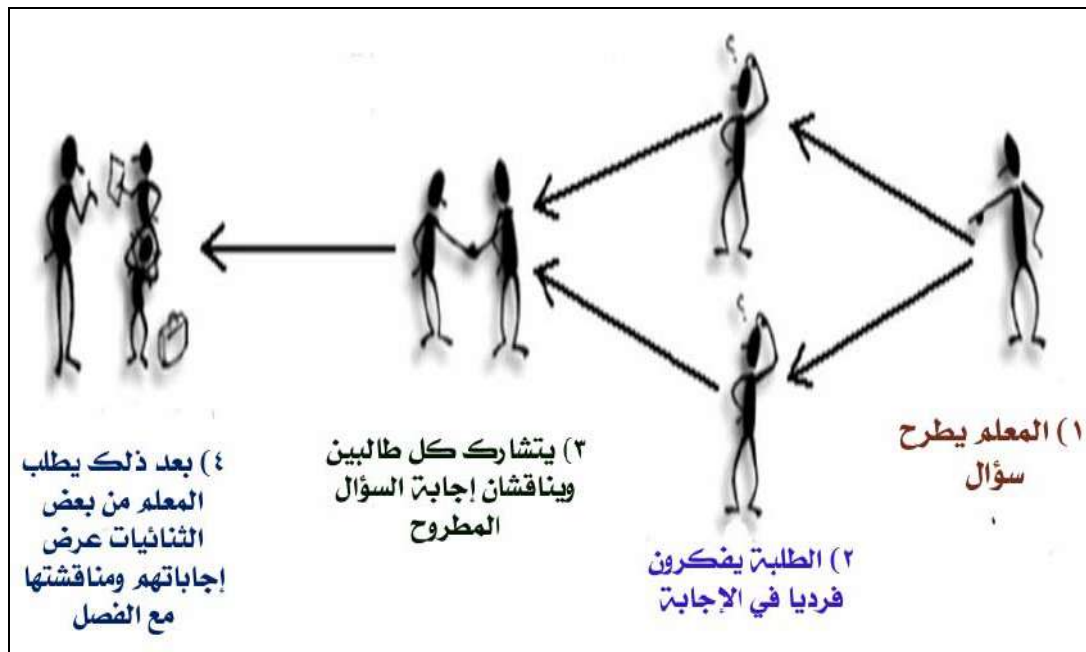 ١) المعلم يطرح
سؤال
٢) الطلبة يفكرون
فرديا في الإجابة
٣) يتشارك كل طالبين
ويناقشان إجابة السؤال
المطروح
٤) بعد ذلك يطلب
المعلم من بعض
الثنائيات عرض
إجاباتهم ومناقشتها
مع الفصل
؟
؟